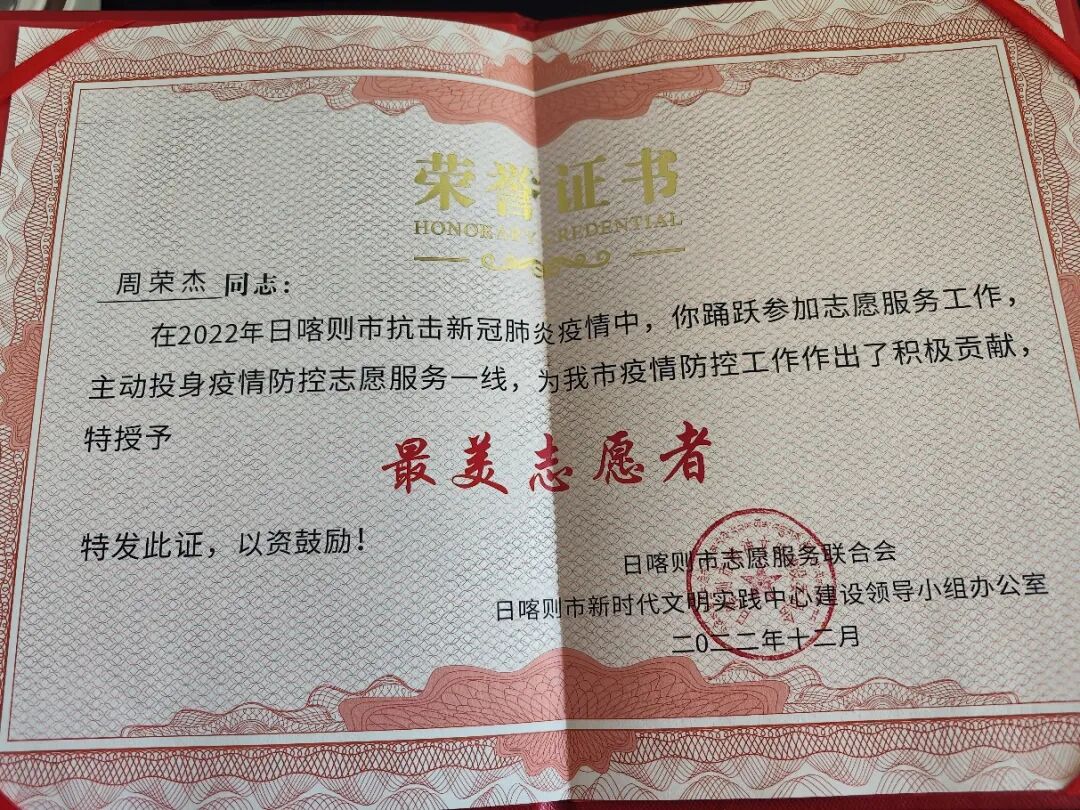 荣誉证书
HONORARY CREDENTIAL
周荣杰同志：
在2022年日喀则市抗击新冠肺炎疫情中，你踊跃参加志愿服务工作，
主动投身疫情防控志愿服务一线，为我市疫情防控工作作出了积极贡献，
特授予
最美志愿者
特发此证，以资鼓励！
日喀则市志愿服务联合会
日喀则市新时代文明实践中心建设领导小组办公室
二〇二二年十二月